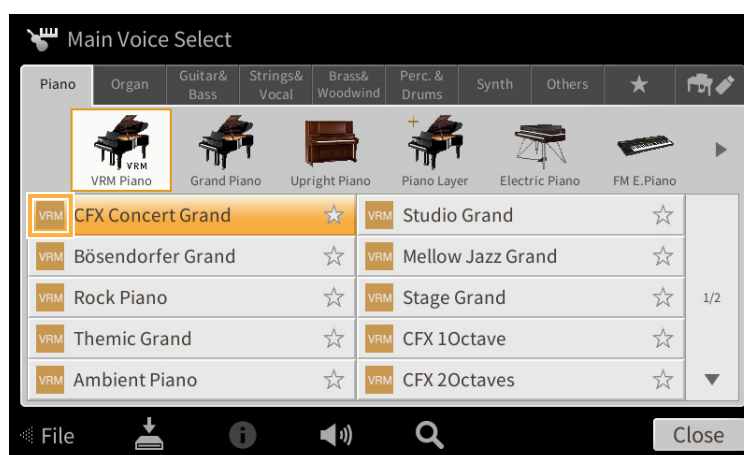 Main Voice Select
Piano
Organ
Guitar&
Bass
Strings&
Vocal
Brass&
Woodwind
Perc. &
Drums
Synth
Others
VRM
VRM Piano
Grand Piano
Upright Piano
Piano Layer
Electric Piano
FM E.Piano
VRM CFX Concert Grand
VRM Studio Grand
VRM Bösendorfer Grand
VRM Mellow Jazz Grand
VRM Rock Piano
VRM Stage Grand
1/2
VRM Themic Grand
VRM CFX 1Octave
VRM Ambient Piano
VRM CFX 2Octaves
File
Close